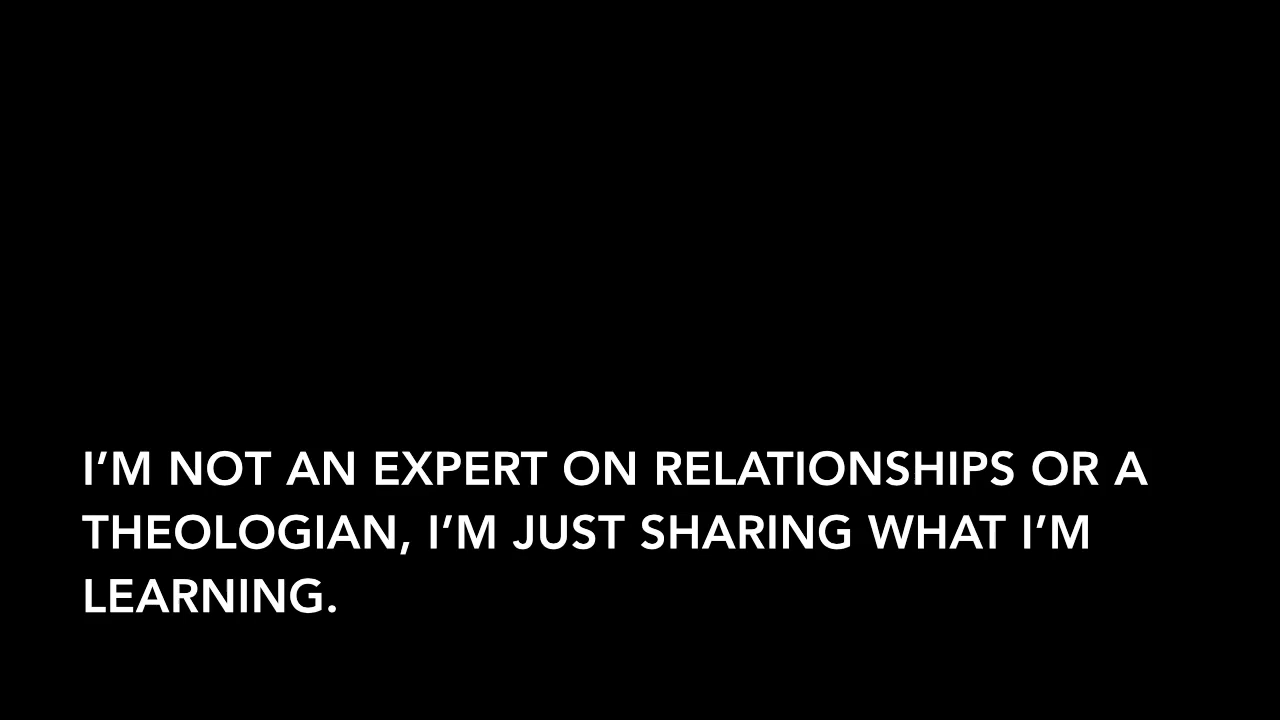 I’M NOT AN EXPERT ON RELATIONSHIPS OR A
THEOLOGIAN, I’M JUST SHARING WHAT I’M
LEARNING.